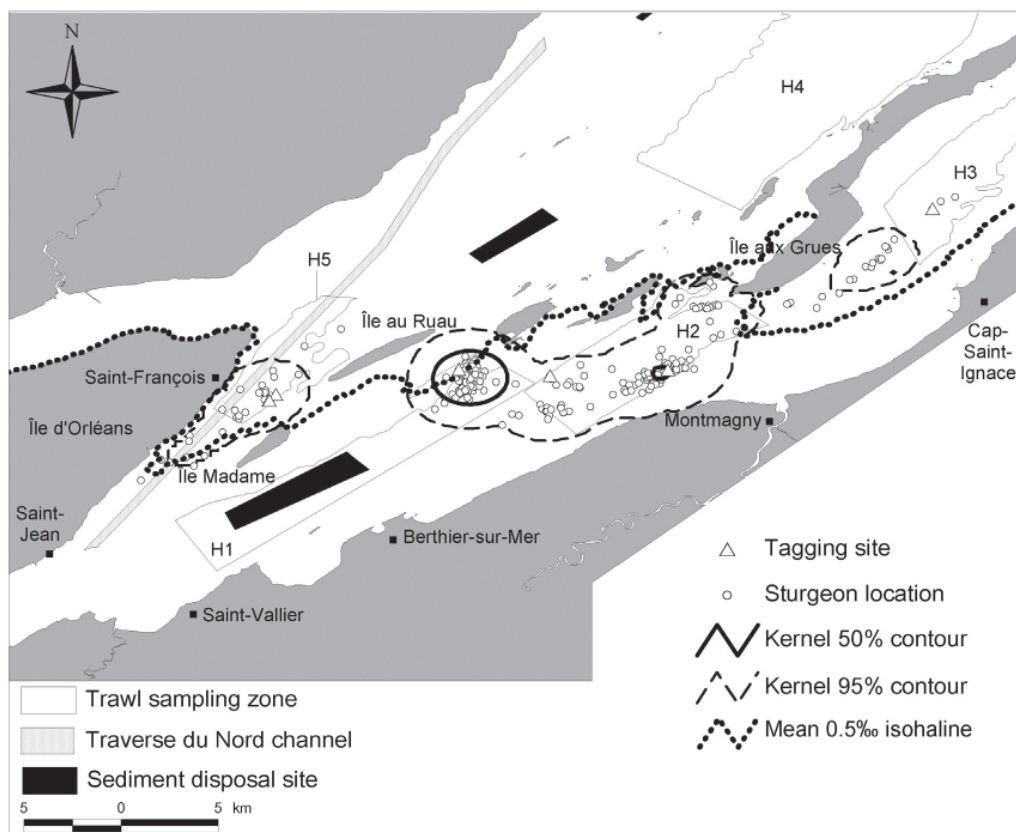 N
H4
H3
Île aux Grues
H5
Île au Ruau
H2
Cap-
Saint-
Ignace
Saint-François
Île d'Orléans
Montmagny
Île Madame
Saint-
Jean
H1
Berthier-sur-Mer
Saint-Vallier
Tagging site
Sturgeon location
Kernel 50% contour
Kernel 95% contour
Mean 0.5‰ isohaline
Trawl sampling zone
Traverse du Nord channel
Sediment disposal site
5 0 5 km